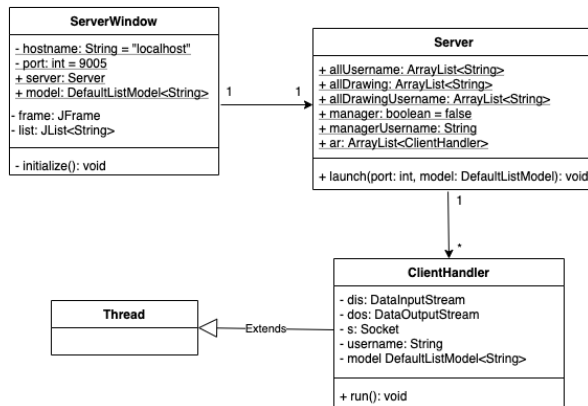 ServerWindow
- hostname: String = "localhost"
- port: int = 9005
+ server: Server
+ model: DefaultListModel<String>
- frame: JFrame
- list: JList<String>
- initialize(): void
1
1
Server
+ allUsername: ArrayList<String>
+ allDrawing: ArrayList<String>
+ allDrawingUsername: ArrayList<String>
+ manager: boolean = false
+ managerUsername: String
+ ar: ArrayList<ClientHandler>
+ launch(port: int, model: DefaultListModel): void
1
*
Thread
Extends
ClientHandler
- dis: DataInputStream
- dos: DataOutputStream
- s: Socket
- username: String
- model DefaultListModel<String>
+ run(): void